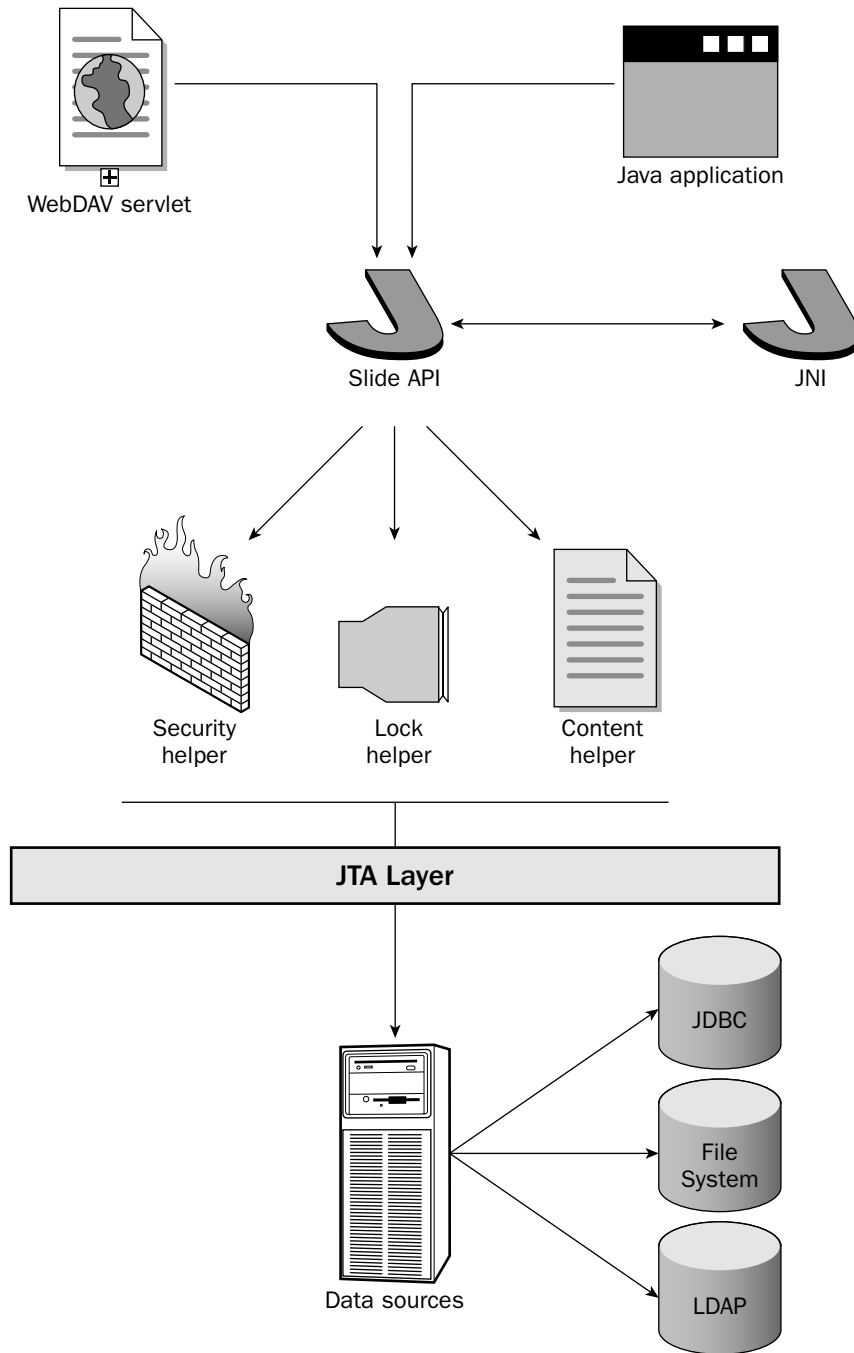 WebDAV servlet
Java application
Slide API
JNI
Security
helper
Lock
helper
Content
helper
JTA Layer
JDBC
File
System
LDAP
Data sources